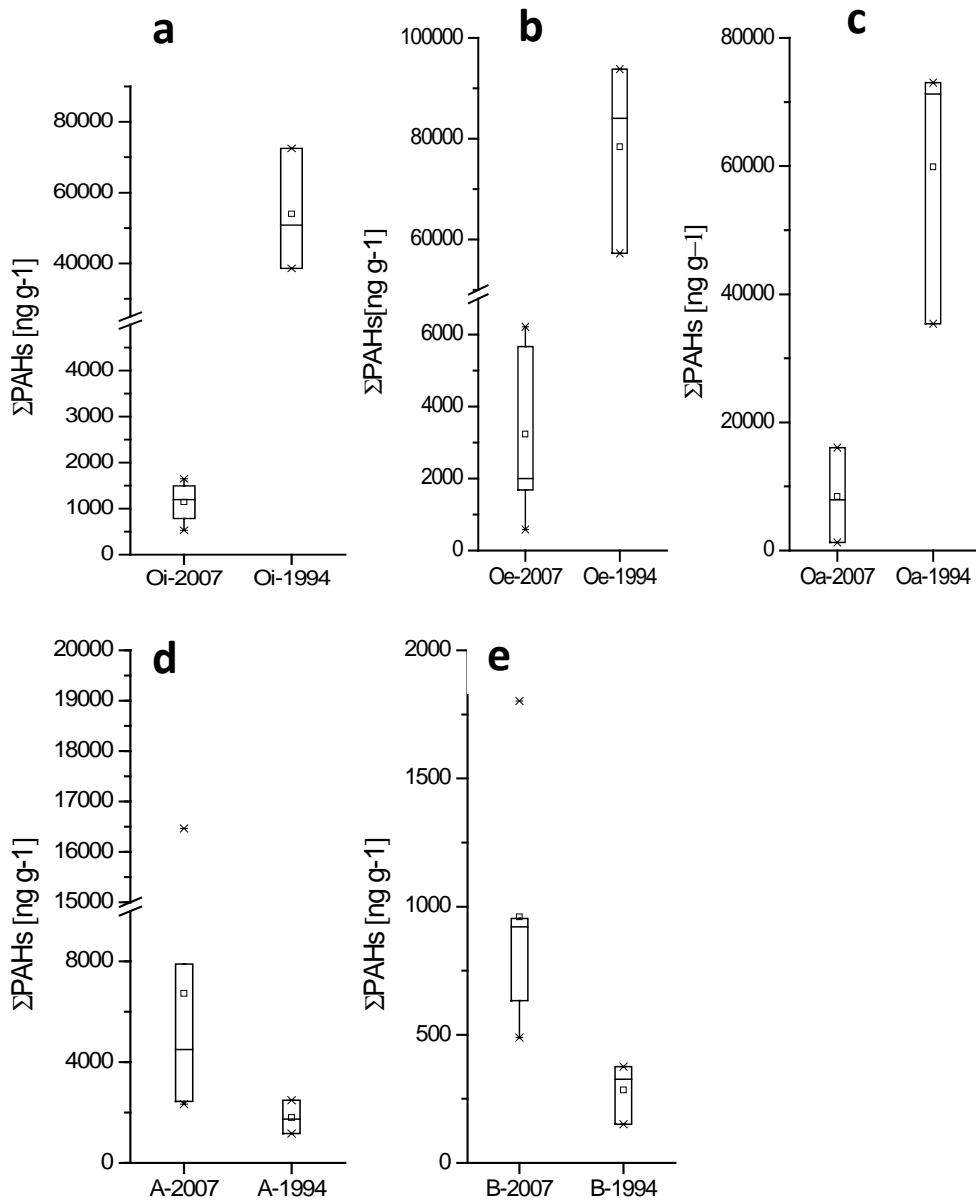 a
ΣPAHs [ng g-1]
80000
60000
40000
4000
3000
2000
1000
0
Oi-2007 Oi-1994
b
ΣPAHs[ng g-1]
100000
80000
60000
6000
4000
2000
0
Oe-2007 Oe-1994
c
ΣPAHs [ng g–1]
80000
60000
40000
20000
0
Oa-2007 Oa-1994
d
ΣPAHs [ng g-1]
20000
19000
18000
17000
16000
15000
8000
4000
0
A-2007 A-1994
e
ΣPAHs [ng g-1]
2000
1500
1000
500
0
B-2007 B-1994